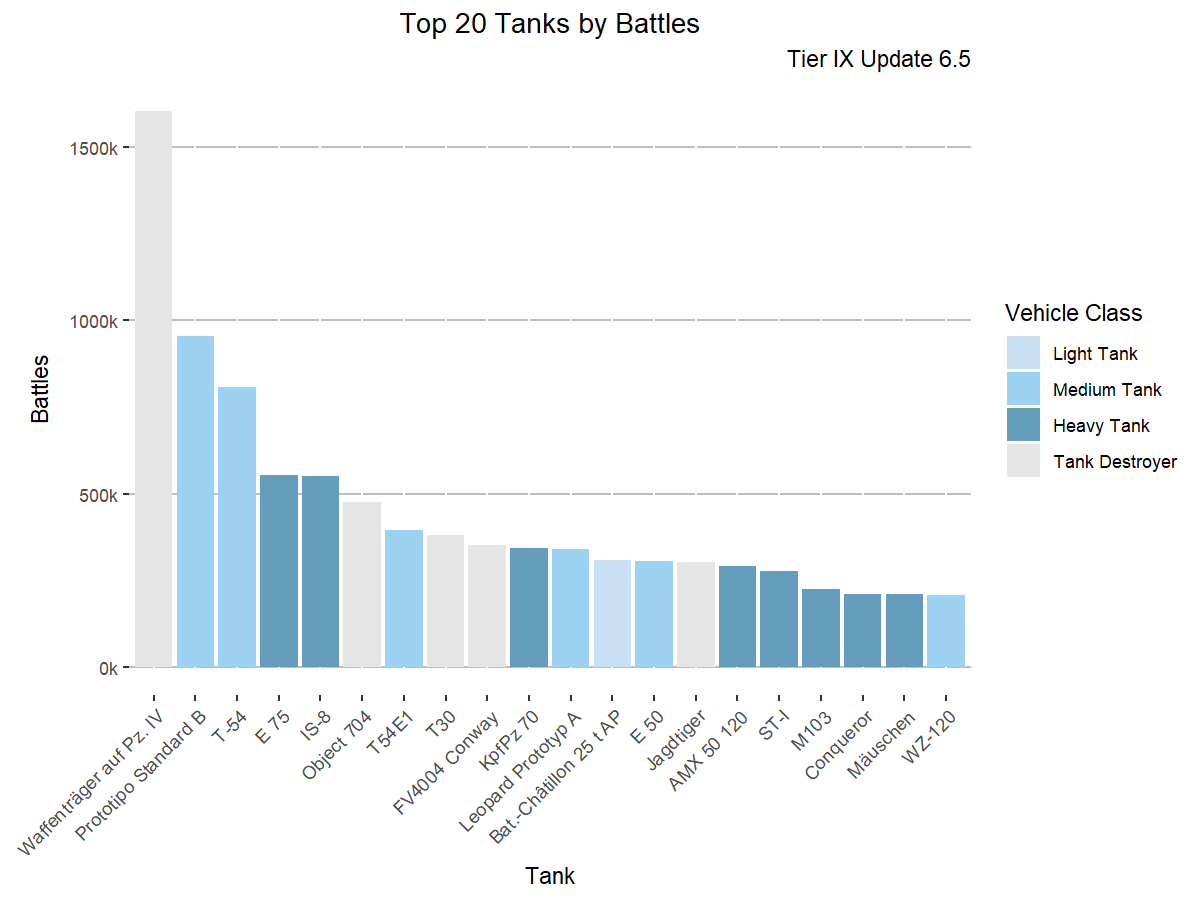 Top 20 Tanks by Battles
Tier IX Update 6.5
1500k
1000k
500k
0k
Battles
Waffenträger auf Pz. IV
Prototipo Standard B
T-54
E 75
IS-8
Object 704
T54E1
T30
FV4004 Conway
KpfPz 70
Leopard Prototyp A
Bat.-Châtillon 25 t AP
E 50
Jagdtiger
AMX 50 120
ST-I
M103
Conqueror
Mäuschen
WZ-120
Tank
Vehicle Class
Light Tank
Medium Tank
Heavy Tank
Tank Destroyer